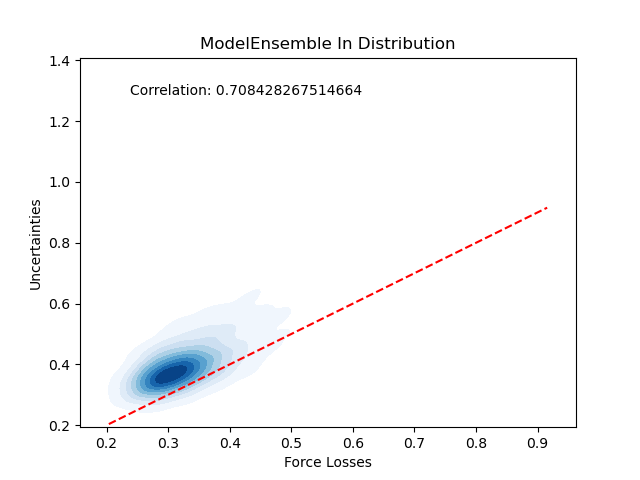 ModelEnsemble In Distribution
Correlation: 0.708428267514664
Uncertainties
1.4
1.2
1.0
0.8
0.6
0.4
0.2
0.2 0.3 0.4 0.5 0.6 0.7 0.8 0.9
Force Losses